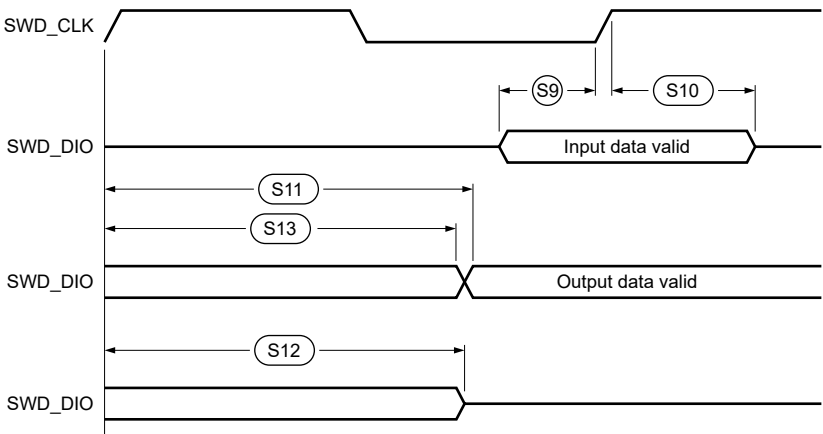 SWD_CLK
S9
S10
SWD_DIO
Input data valid
S11
S13
SWD_DIO
Output data valid
S12
SWD_DIO